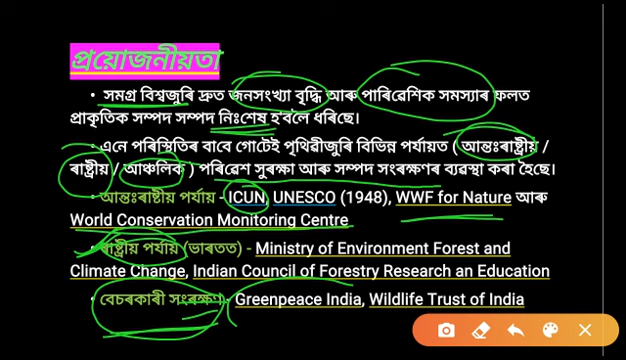 প্ৰয়োজনীয়তা
• সমগ্ৰ বিশ্বজুৰি দ্ৰুত জনসংখ্যা বৃদ্ধি আৰু পাৰিৱেশিক সমস্যাৰ ফলত
প্ৰাকৃতিক সম্পদ সম্পদ নিঃশেষ হ'বলৈ ধৰিছে।
• এনে পৰিস্থিতিৰ বাবে গোটেই পৃথিৱীজুৰি বিভিন্ন পৰ্যায়ত ( আন্তঃৰাষ্ট্ৰীয় /
ৰাষ্ট্ৰীয় / আঞ্চলিক ) পৰিৱেশ সুৰক্ষা আৰু সম্পদ সংৰক্ষণৰ ব্যৱস্থা কৰা হৈছে।
• আন্তঃৰাষ্টীয় পৰ্যায় - ICUN, UNESCO (1948), WWF for Nature আৰু
World Conservation Monitoring Centre
• ৰাষ্ট্ৰীয় পৰ্যায় (ভাৰতত) - Ministry of Environment Forest and
Climate Change, Indian Council of Forestry Research an Education
• বেচৰকাৰী সংৰক্ষণ - Greenpeace India, Wildlife Trust of India